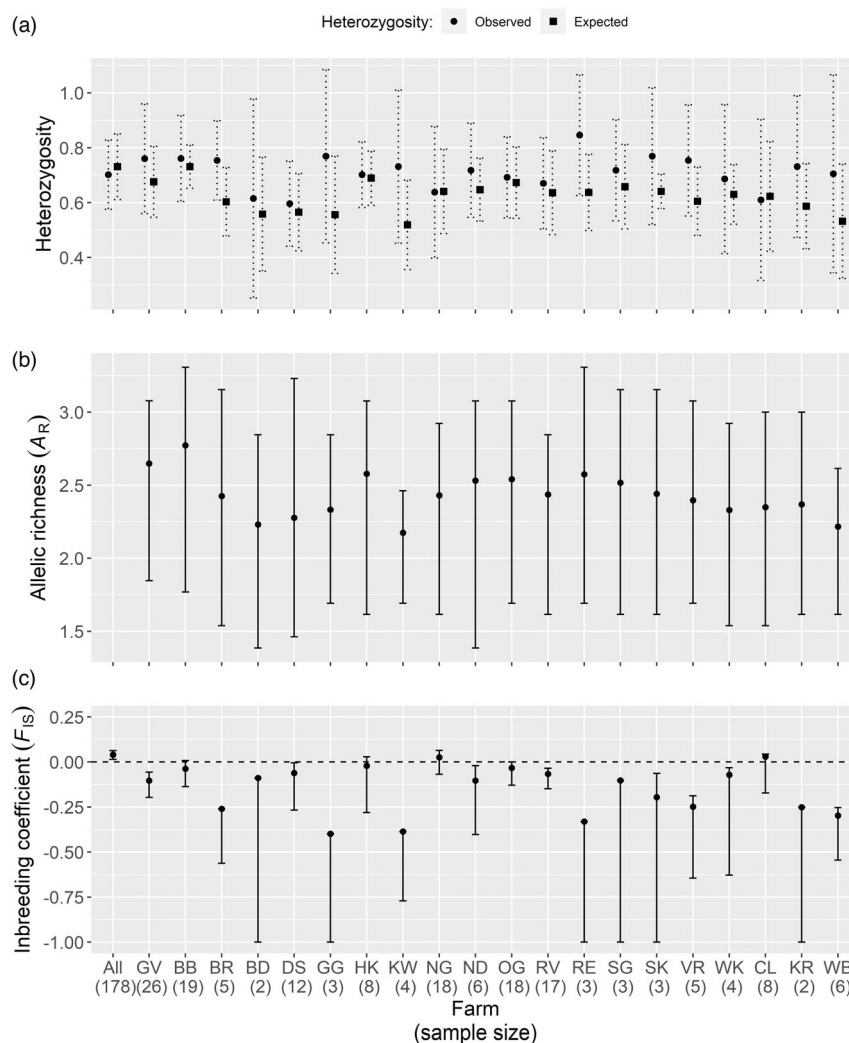 (a)
Heterozygosity: Observed Expected
1.0
0.8
0.6
0.4
Heterozygosity
(b)
3.0
2.5
2.0
1.5
Allelic richness (AR)
(c)
0.25
0.00
-0.25
-0.50
-0.75
-1.00
Inbreeding coefficient (FIS)
All GV BB BR BD DS GG HK KW NG ND OG RV RE SG SK VR WK CL KR WB
(178) (26) (19) (5) (2) (12) (3) (8) (4) (18) (6) (18) (17) (3) (3) (3) (5) (4) (8) (2) (6)
Farm
(sample size)